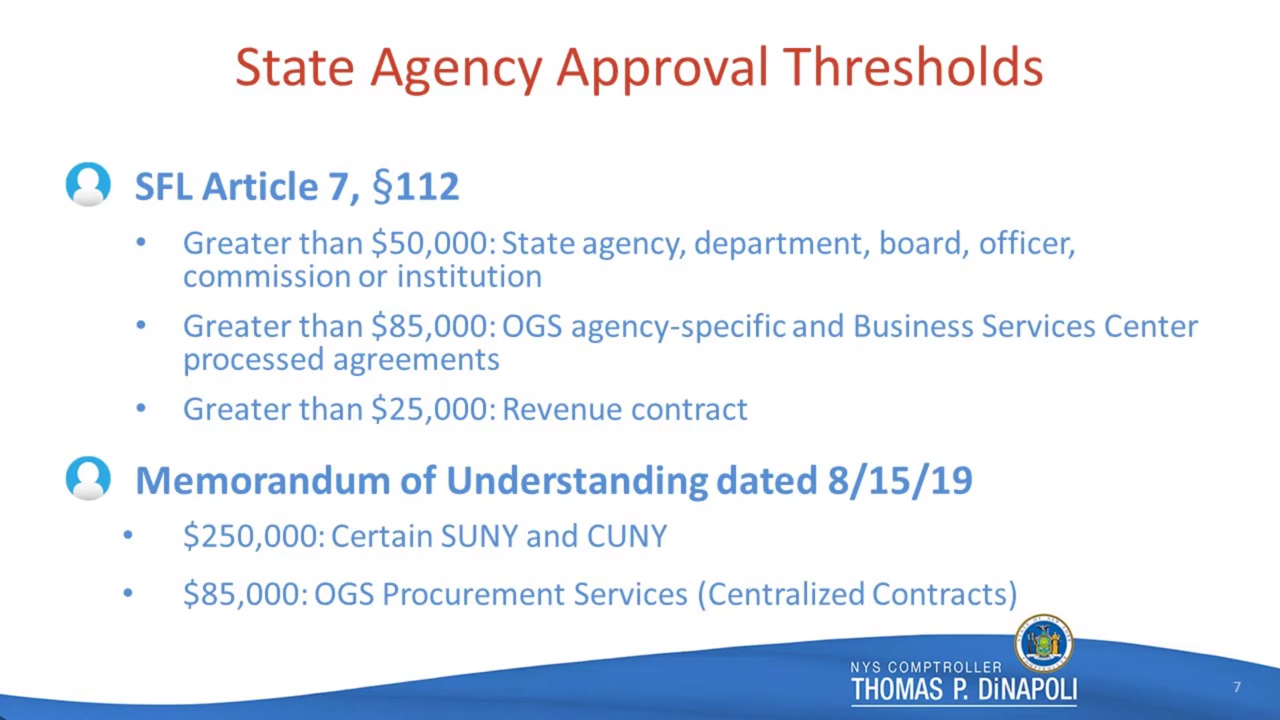 State Agency Approval Thresholds
SFL Article 7, §112
• Greater than $50,000: State agency, department, board, officer,
commission or institution
• Greater than $85,000: OGS agency-specific and Business Services Center
processed agreements
• Greater than $25,000: Revenue contract
Memorandum of Understanding dated 8/15/19
• $250,000: Certain SUNY and CUNY
• $85,000: OGS Procurement Services (Centralized Contracts)
NYS COMPTROLLER
THOMAS P. DiNAPOLI
7